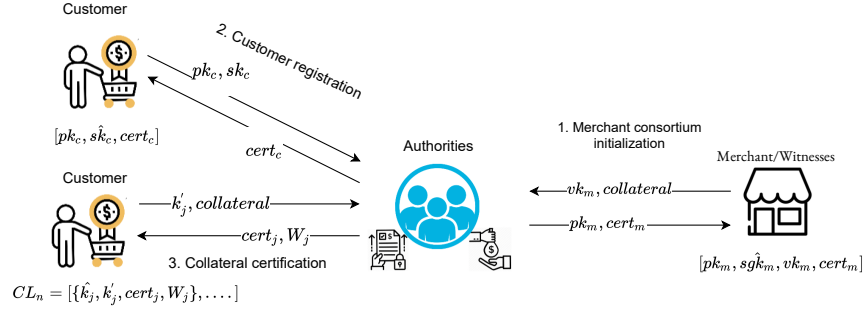 Customer
2. Customer registration
pk_c, sk_c
[pk_c, sk̂_c, cert_c]
cert_c
1. Merchant consortium
initialization
Authorities
Merchant/Witnesses
Customer
k'_j, collateral
vk_m, collateral
cert_j, W_j
pk_m, cert_m
3. Collateral certification
[pk_m, sgk̂_m, vk_m, cert_m]
CL_n = [{k̂_j, k'_j, cert_j, W_j}, ....]